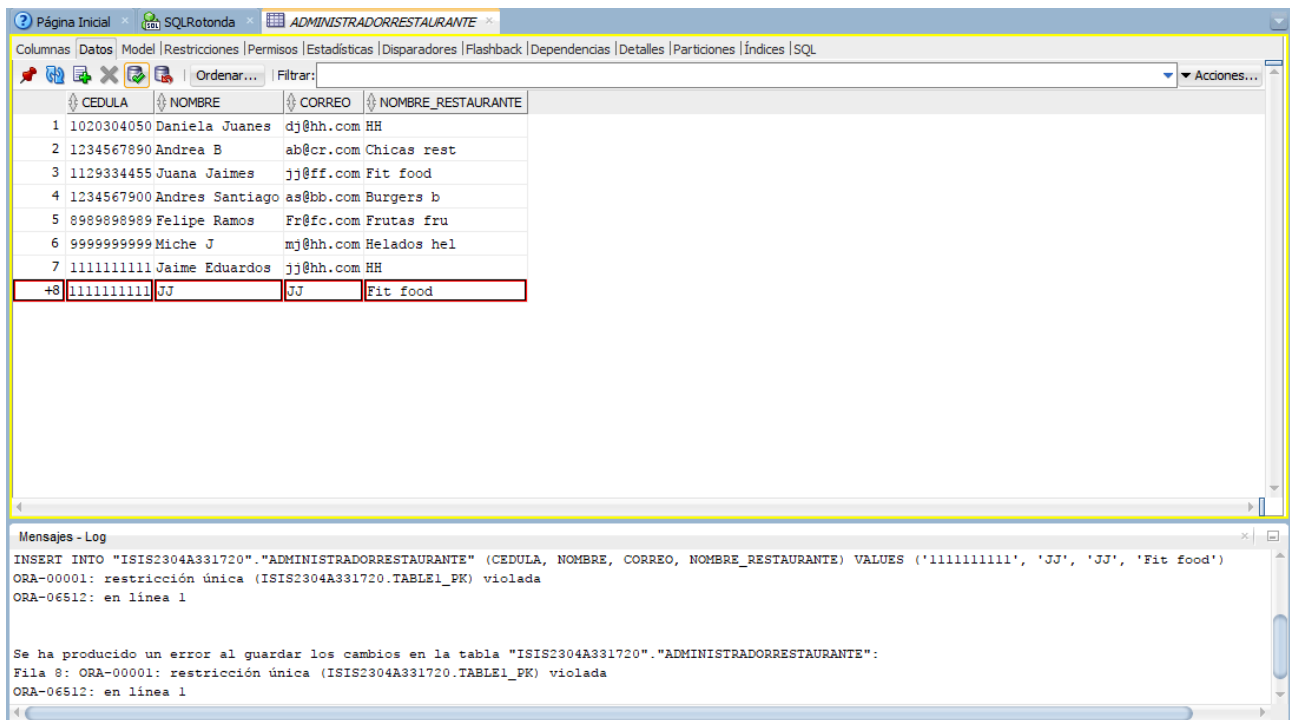 Página Inicial × SQL SQLRotonda × ADMINISTRADORRESTAURANTE ×
Columnas Datos Model |Restricciones |Permisos |Estadísticas |Disparadores |Flashback |Dependencias |Detalles |Particiones |Índices |SQL
Ordenar... Filtrar: Acciones...
CEDULA NOMBRE CORREO NOMBRE_RESTAURANTE
1 1020304050 Daniela Juanes dj@hh.com HH
2 1234567890 Andrea B ab@cr.com Chicas rest
3 1129334455 Juana Jaimes jj@ff.com Fit food
4 1234567900 Andres Santiago as@bb.com Burgers b
5 8989898989 Felipe Ramos Fr@fc.com Frutas fru
6 9999999999 Miche J mj@hh.com Helados hel
7 1111111111 Jaime Eduardos jj@hh.com HH
+8 1111111111 JJ JJ Fit food
Mensajes - Log
INSERT INTO "ISIS2304A331720"."ADMINISTRADORRESTAURANTE" (CEDULA, NOMBRE, CORREO, NOMBRE_RESTAURANTE) VALUES ('1111111111', 'JJ', 'JJ', 'Fit food')
ORA-00001: restricción única (ISIS2304A331720.TABLE1_PK) violada
ORA-06512: en línea 1
Se ha producido un error al guardar los cambios en la tabla "ISIS2304A331720"."ADMINISTRADORRESTAURANTE":
Fila 8: ORA-00001: restricción única (ISIS2304A331720.TABLE1_PK) violada
ORA-06512: en línea 1